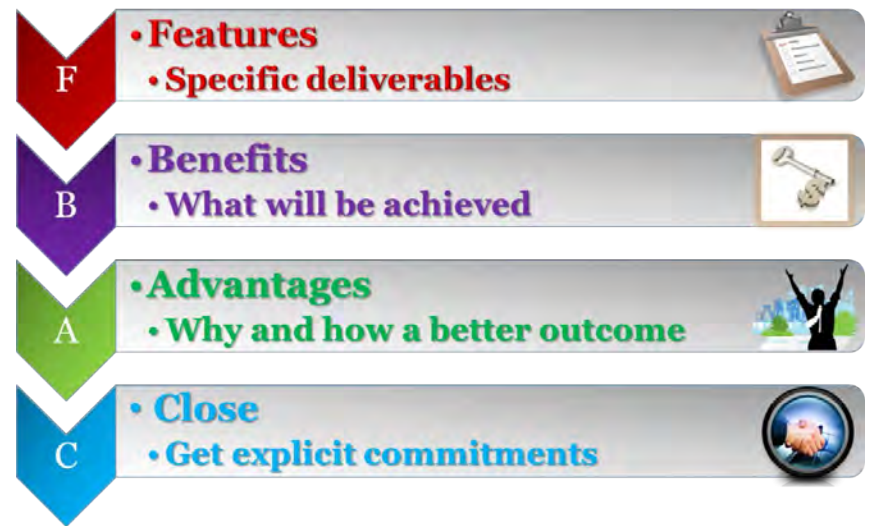 F
•Features
•Specific deliverables
B
•Benefits
•What will be achieved
A
•Advantages
•Why and how a better outcome
C
• Close
•Get explicit commitments